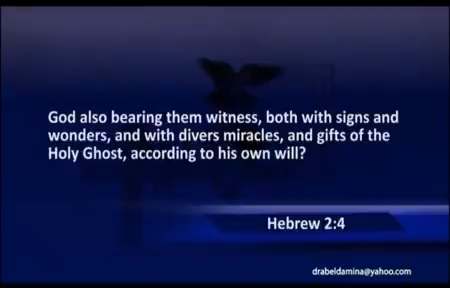 God also bearing them witness, both with signs and
wonders, and with divers miracles, and gifts of the
Holy Ghost, according to his own will?
Hebrew 2:4
drabeldamina@yahoo.com